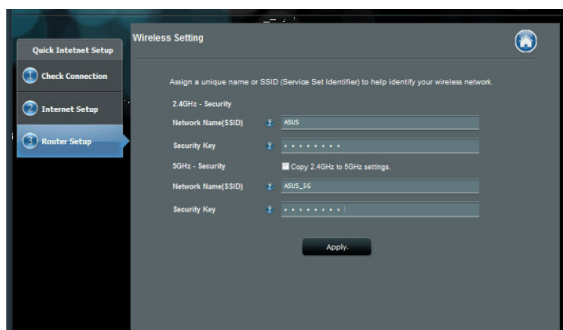 Wireless Setting
Quick Intetnet Setup
1 Check Connection
2 Internet Setup
3 Router Setup
Assign a unique name or SSID (Service Set Identifier) to help identify your wireless network.
2.4GHz - Security
Network Name(SSID) ? ASUS
Security Key ? ••••••••
5GHz - Security Copy 2.4GHz to 5GHz settings.
Network Name(SSID) ? ASUS_5G
Security Key ? ••••••••
Apply.